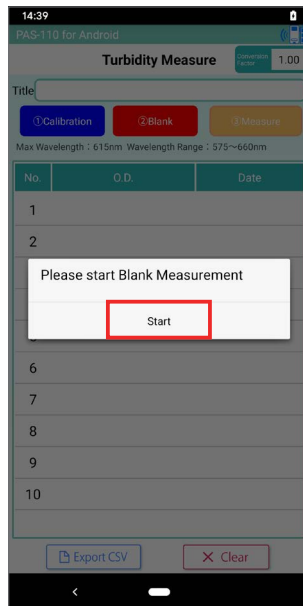 14:39
PAS-110 for Android
Turbidity Measure
Conversion Factor
1.00
Title
①Calibration
②Blank
③Measure
Max Wavelength：615nm Wavelength Range：575～660nm
No. O.D. Date
1
2
Please start Blank Measurement
Start
6
7
8
9
10
Export CSV
Clear